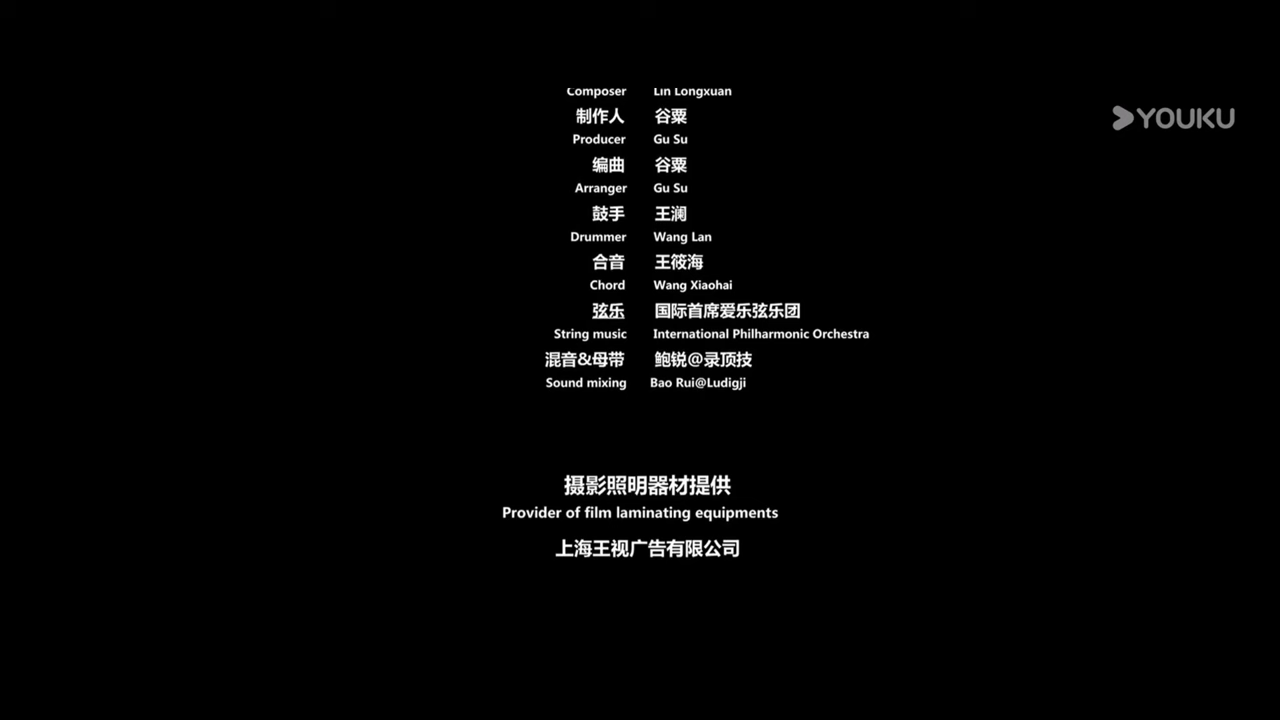 Composer Lin Longxuan
制作人 谷粟
Producer Gu Su
编曲 谷粟
Arranger Gu Su
鼓手 王澜
Drummer Wang Lan
合音 王筱海
Chord Wang Xiaohai
弦乐 国际首席爱乐弦乐团
String music International Philharmonic Orchestra
混音&母带 鲍锐@录顶技
Sound mixing Bao Rui@Ludigji
摄影照明器材提供
Provider of film laminating equipments
上海王视广告有限公司
YOUKU